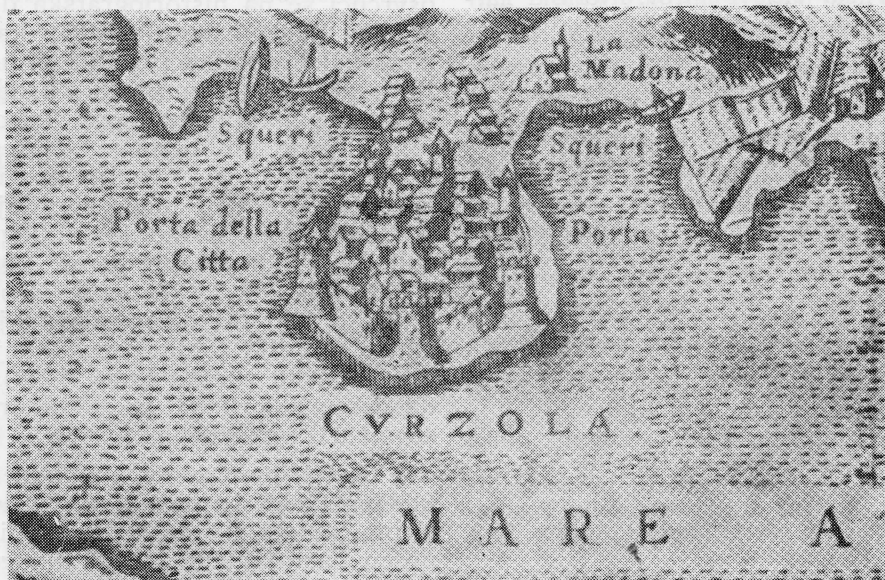 La
Madona
Squeri
Squeri
Porta della
Citta
Porta
CVRZOLA
MARE A